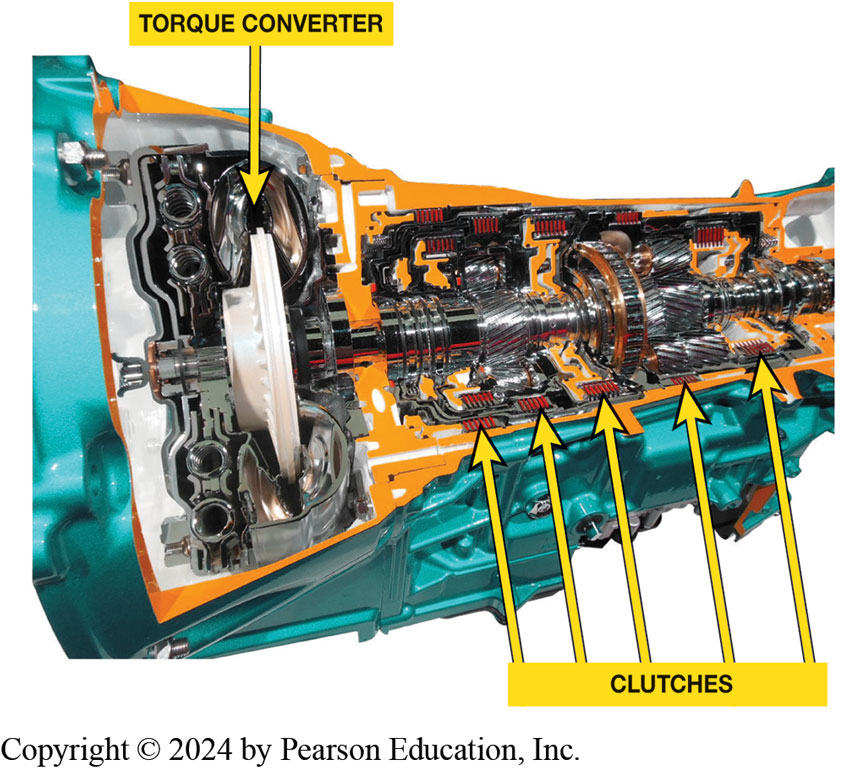 TORQUE CONVERTER
CLUTCHES
Copyright © 2024 by Pearson Education, Inc.